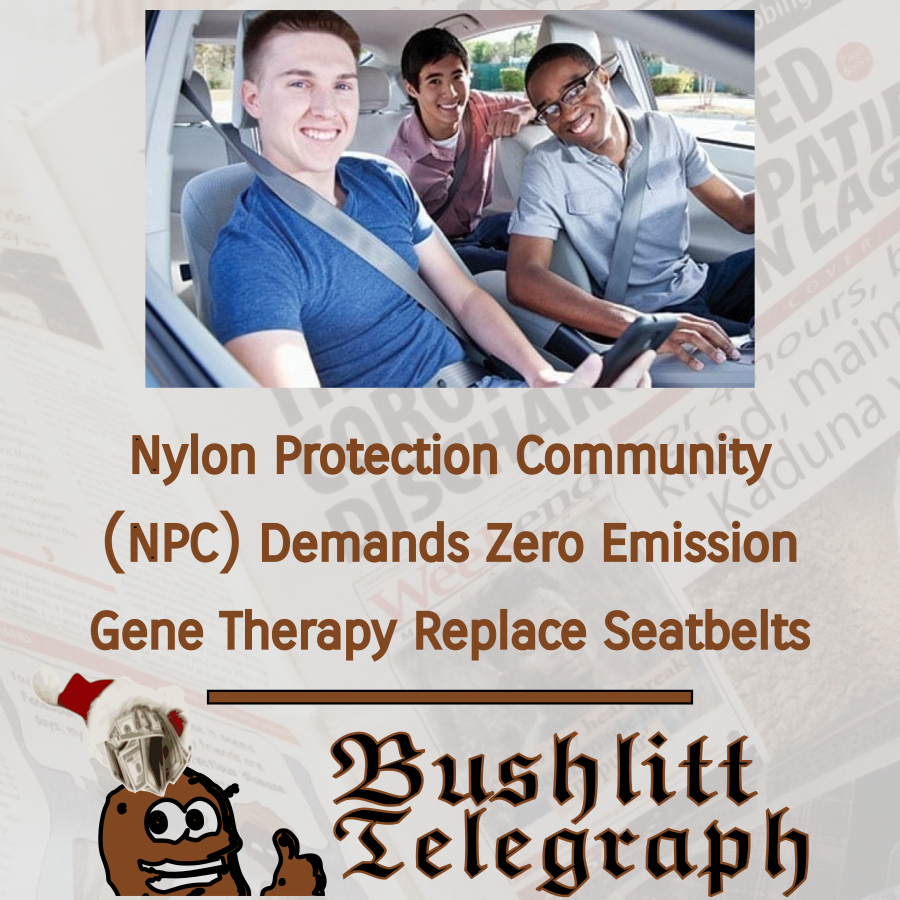 Nylon Protection Community
(NPC) Demands Zero Emission
Gene Therapy Replace Seatbelts
Bushlitt
Telegraph